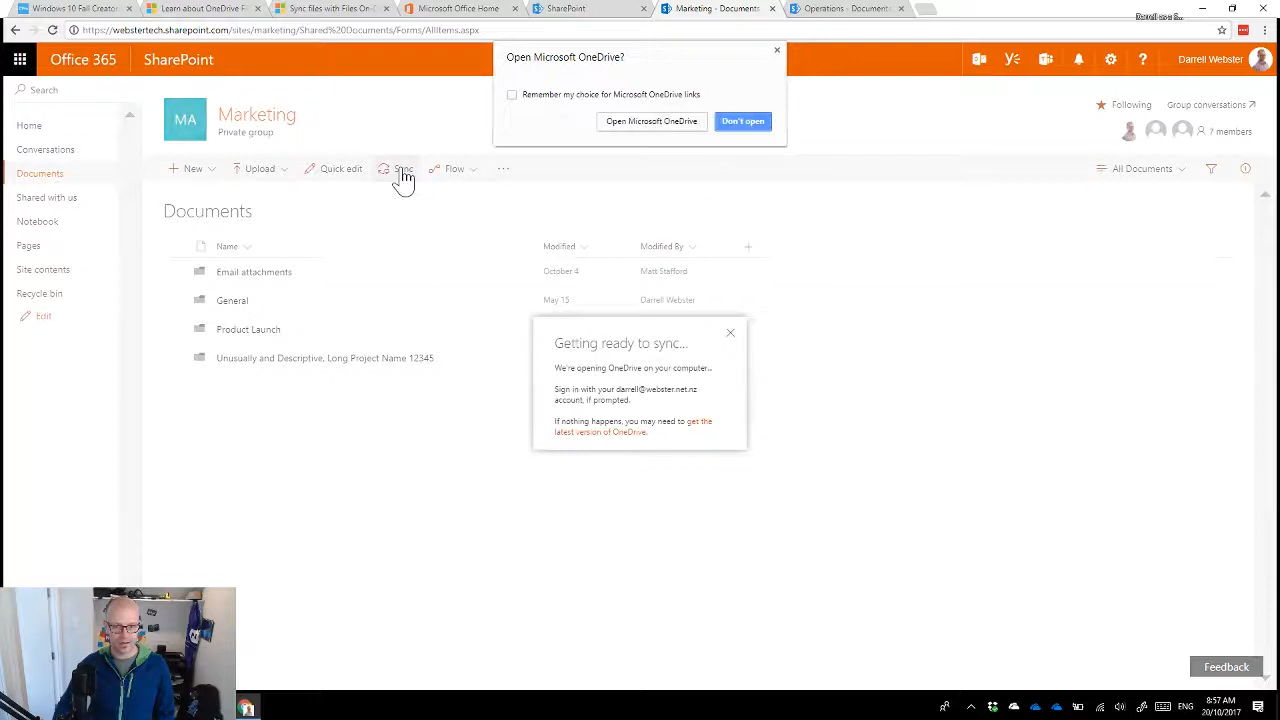 Windows 10 Fall Creato
Learn about OneDrive Fi
Sync files with Files On-D
Microsoft Office Home
SharePoint
Marketing - Documents
Operations - Documents
Darrell as a S...
https://webstertech.sharepoint.com/sites/marketing/Shared%20Documents/Forms/AllItems.aspx
Office 365
SharePoint
Darrell Webster
Open Microsoft OneDrive?
Remember my choice for Microsoft OneDrive links
Open Microsoft OneDrive
Don't open
Search
MA
Marketing
Private group
Following
Group conversations
7 members
Home
Conversations
Documents
Shared with us
Notebook
Pages
Site contents
Recycle bin
Edit
New
Upload
Quick edit
Sync
Flow
All Documents
Documents
Name
Modified
Modified By
Email attachments
October 4
Matt Stafford
General
May 15
Darrell Webster
Product Launch
Unusually and Descriptive, Long Project Name 12345
Getting ready to sync...
We're opening OneDrive on your computer...
Sign in with your darrell@webster.net.nz
account, if prompted.
If nothing happens, you may need to get the
latest version of OneDrive.
Feedback
ENG
8:57 AM
20/10/2017